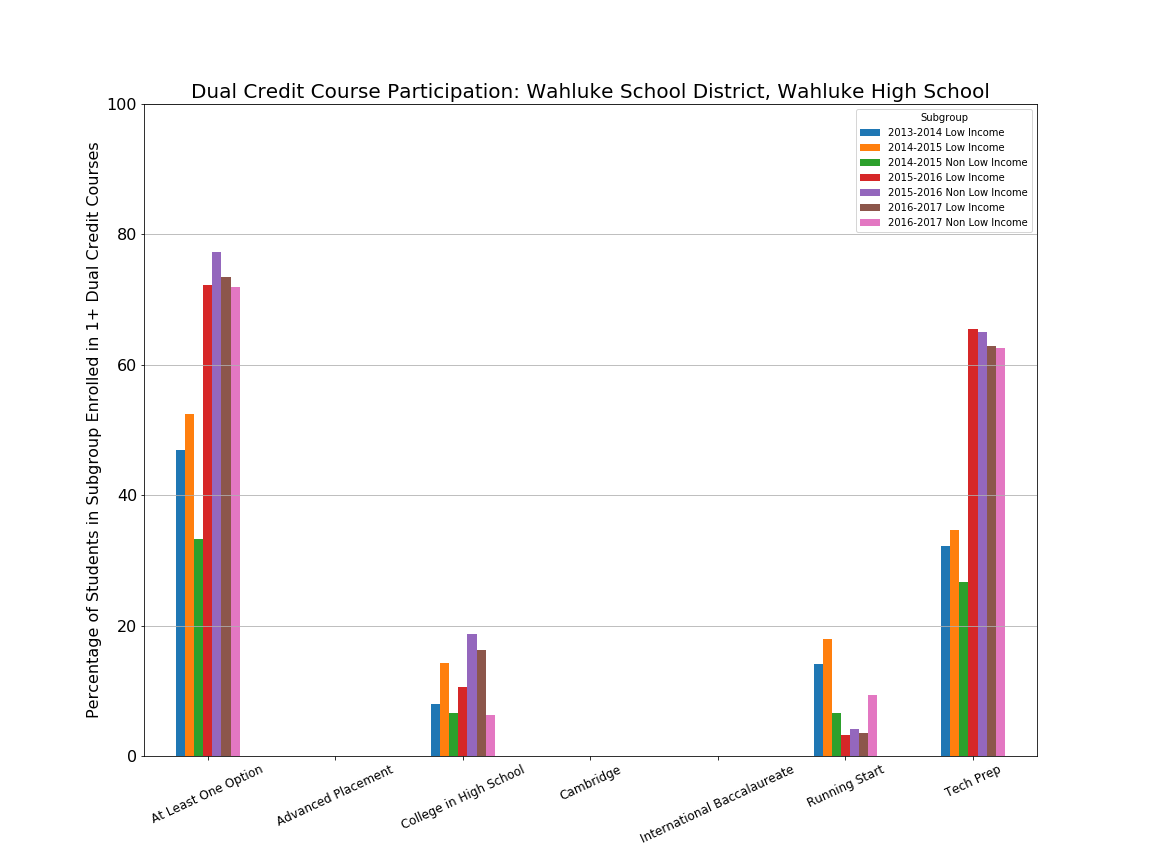 Dual Credit Course Participation: Wahluke School District, Wahluke High School
Percentage of Students in Subgroup Enrolled in 1+ Dual Credit Courses
100
80
60
40
20
0
Subgroup
2013-2014 Low Income
2014-2015 Low Income
2014-2015 Non Low Income
2015-2016 Low Income
2015-2016 Non Low Income
2016-2017 Low Income
2016-2017 Non Low Income
At Least One Option
Advanced Placement
College in High School
Cambridge
International Baccalaureate
Running Start
Tech Prep